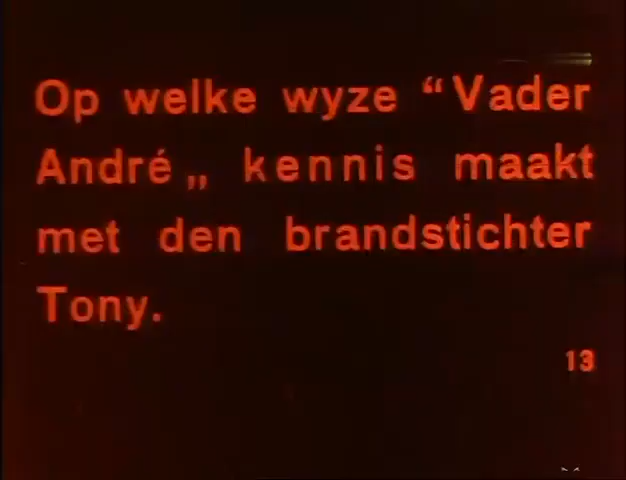 Op welke wyze “Vader
André„ kennis maakt
met den brandstichter
Tony.
13